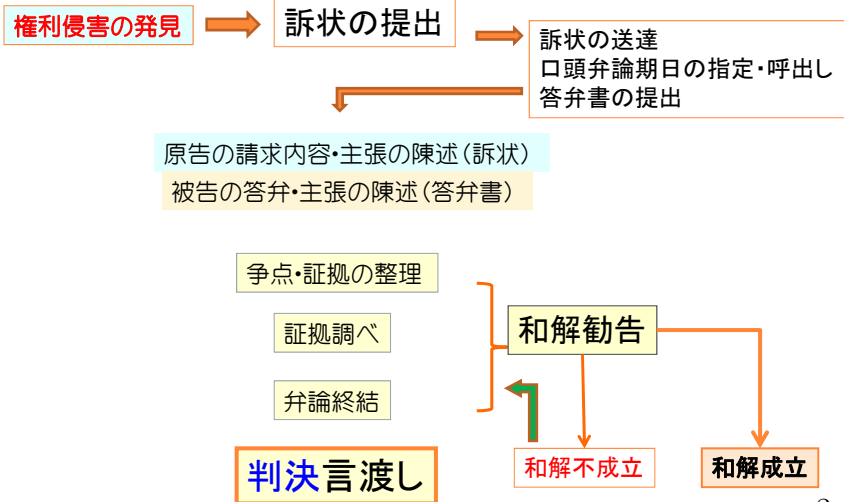 権利侵害の発見
訴状の提出
訴状の送達
口頭弁論期日の指定・呼出し
答弁書の提出
原告の請求内容・主張の陳述(訴状)
被告の答弁・主張の陳述(答弁書)
争点・証拠の整理
証拠調べ
弁論終結
和解勧告
判決言渡し
和解不成立
和解成立